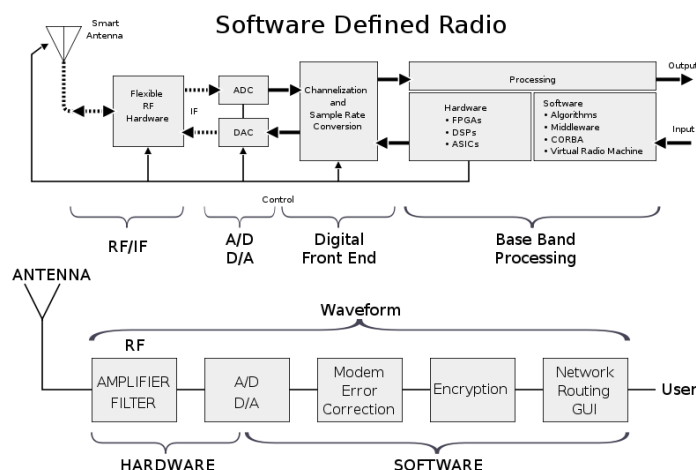 Software Defined Radio
Smart
Antenna
Flexible
RF
Hardware
IF
ADC
DAC
Channelization
and
Sample Rate
Conversion
Processing
Hardware
• FPGAs
• DSPs
• ASICs
Software
• Algorithms
• Middleware
• CORBA
• Virtual Radio Machine
Output
Input
Control
RF/IF
A/D
D/A
Digital
Front End
Base Band
Processing
ANTENNA
Waveform
RF
AMPLIFIER
FILTER
A/D
D/A
Modem
Error
Correction
Encryption
Network
Routing
GUI
User
HARDWARE
SOFTWARE